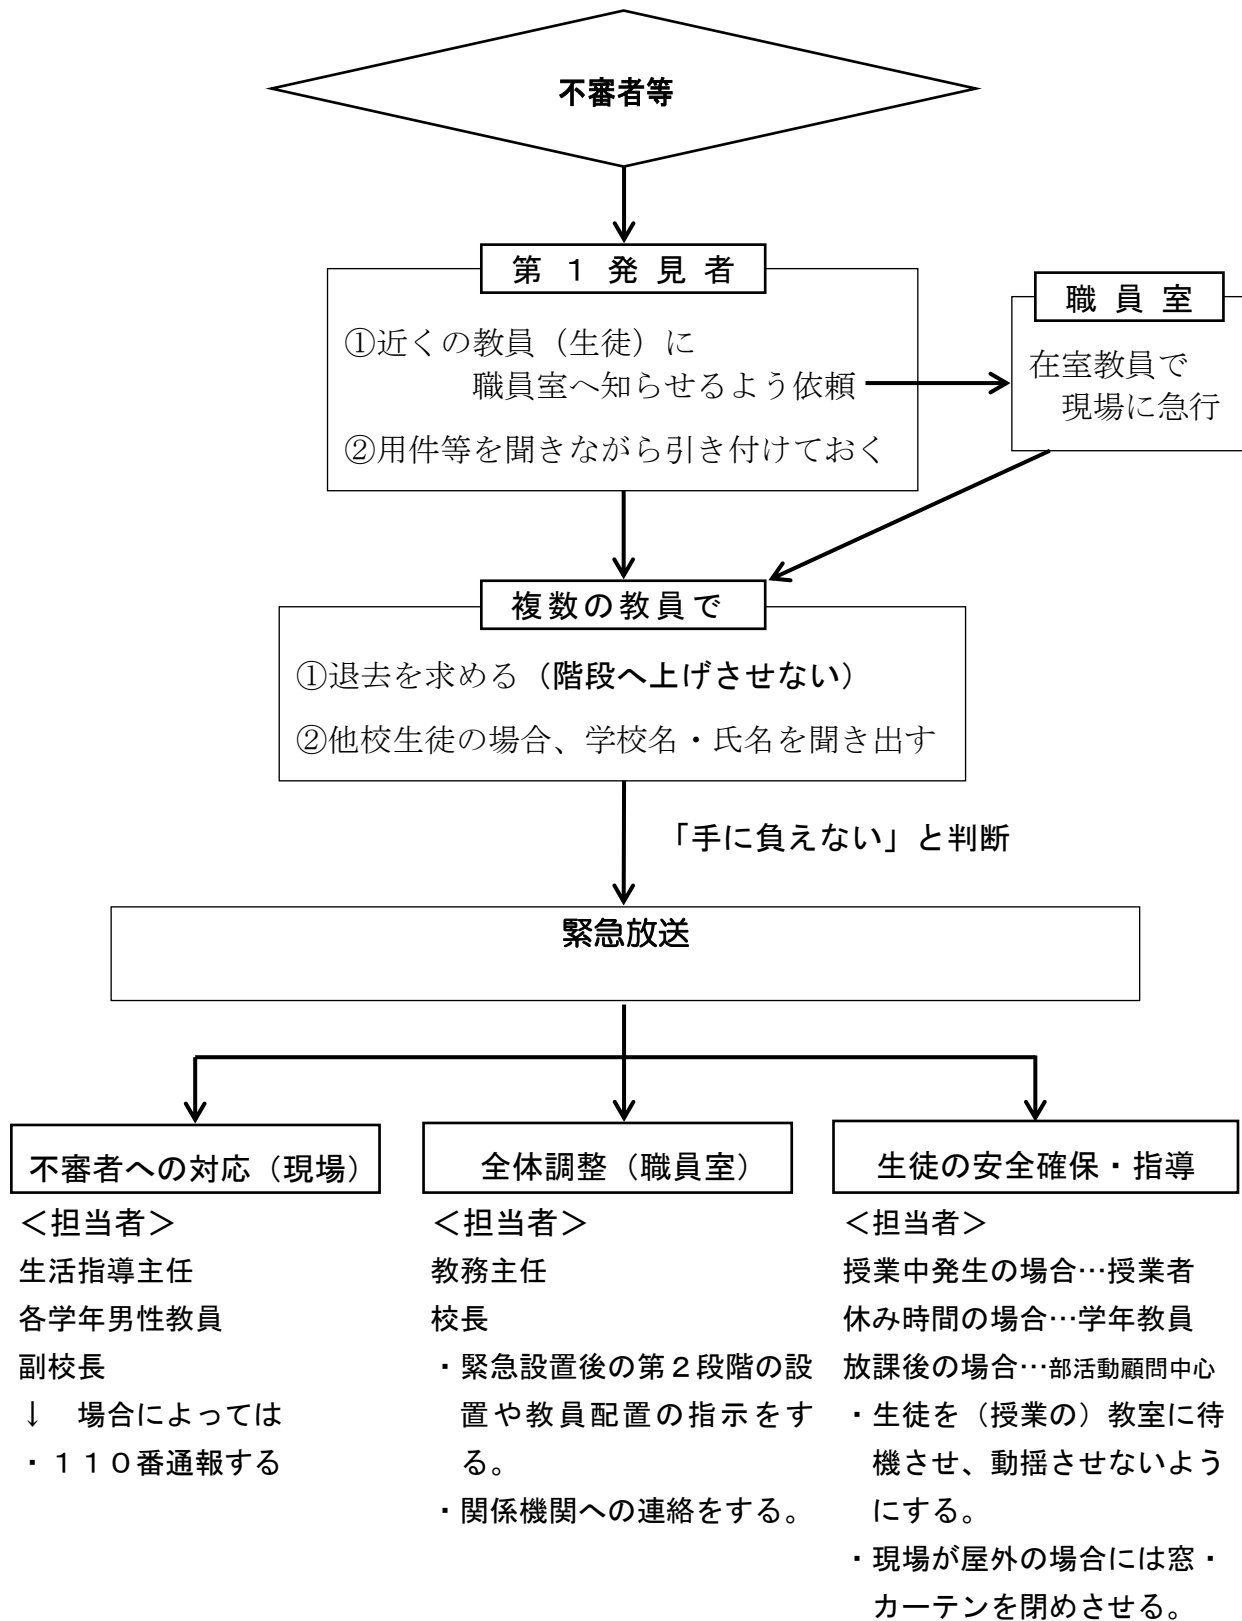 不審者等
第１発見者
①近くの教員（生徒）に
職員室へ知らせるよう依頼
②用件等を聞きながら引き付けておく
職員室
在室教員で
現場に急行
複数の教員で
①退去を求める（階段へ上げさせない）
②他校生徒の場合、学校名・氏名を聞き出す
「手に負えない」と判断
緊急放送
不審者への対応（現場）
＜担当者＞
生活指導主任
各学年男性教員
副校長
↓　場合によっては
・１１０番通報する
全体調整（職員室）
＜担当者＞
教務主任
校長
・緊急設置後の第２段階の設
置や教員配置の指示をす
る。
・関係機関への連絡をする。
生徒の安全確保・指導
＜担当者＞
授業中発生の場合…授業者
休み時間の場合…学年教員
放課後の場合…部活動顧問中心
・生徒を（授業の）教室に待
機させ、動揺させないよう
にする。
・現場が屋外の場合には窓・
カーテンを閉めさせる。